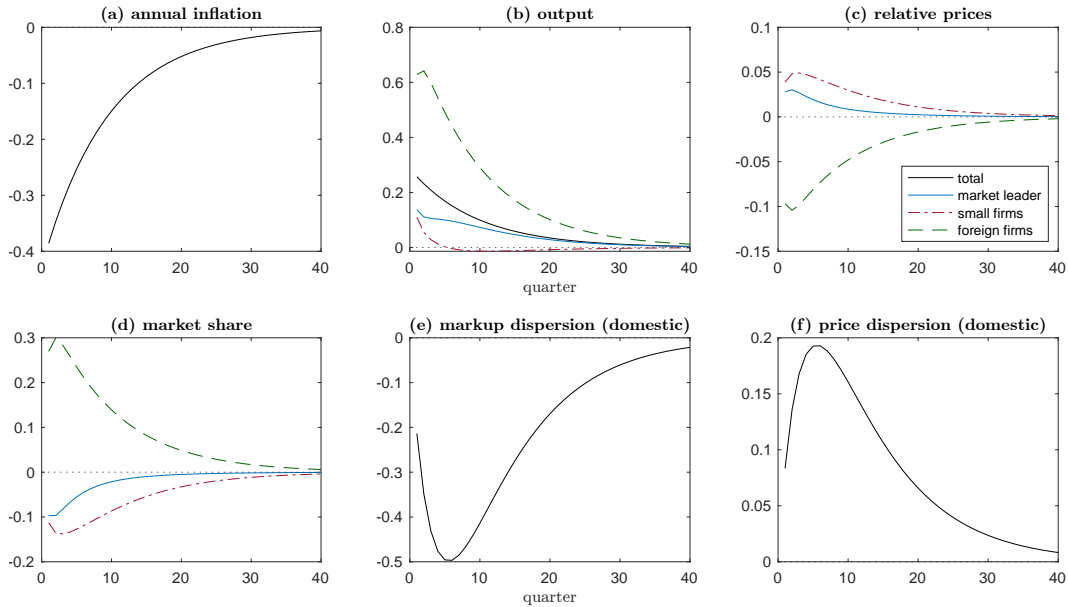 (a) annual inflation
0
-0.1
-0.2
-0.3
-0.4
0 10 20 30 40
(b) output
0.8
0.6
0.4
0.2
0
0 10 20 30 40
quarter
(c) relative prices
0.1
0.05
0
-0.05
-0.1
-0.15
0 10 20 30 40
total
market leader
small firms
foreign firms
(d) market share
0.3
0.2
0.1
0
-0.1
-0.2
0 10 20 30 40
(e) markup dispersion (domestic)
0
-0.1
-0.2
-0.3
-0.4
-0.5
0 10 20 30 40
quarter
(f) price dispersion (domestic)
0.2
0.15
0.1
0.05
0
0 10 20 30 40